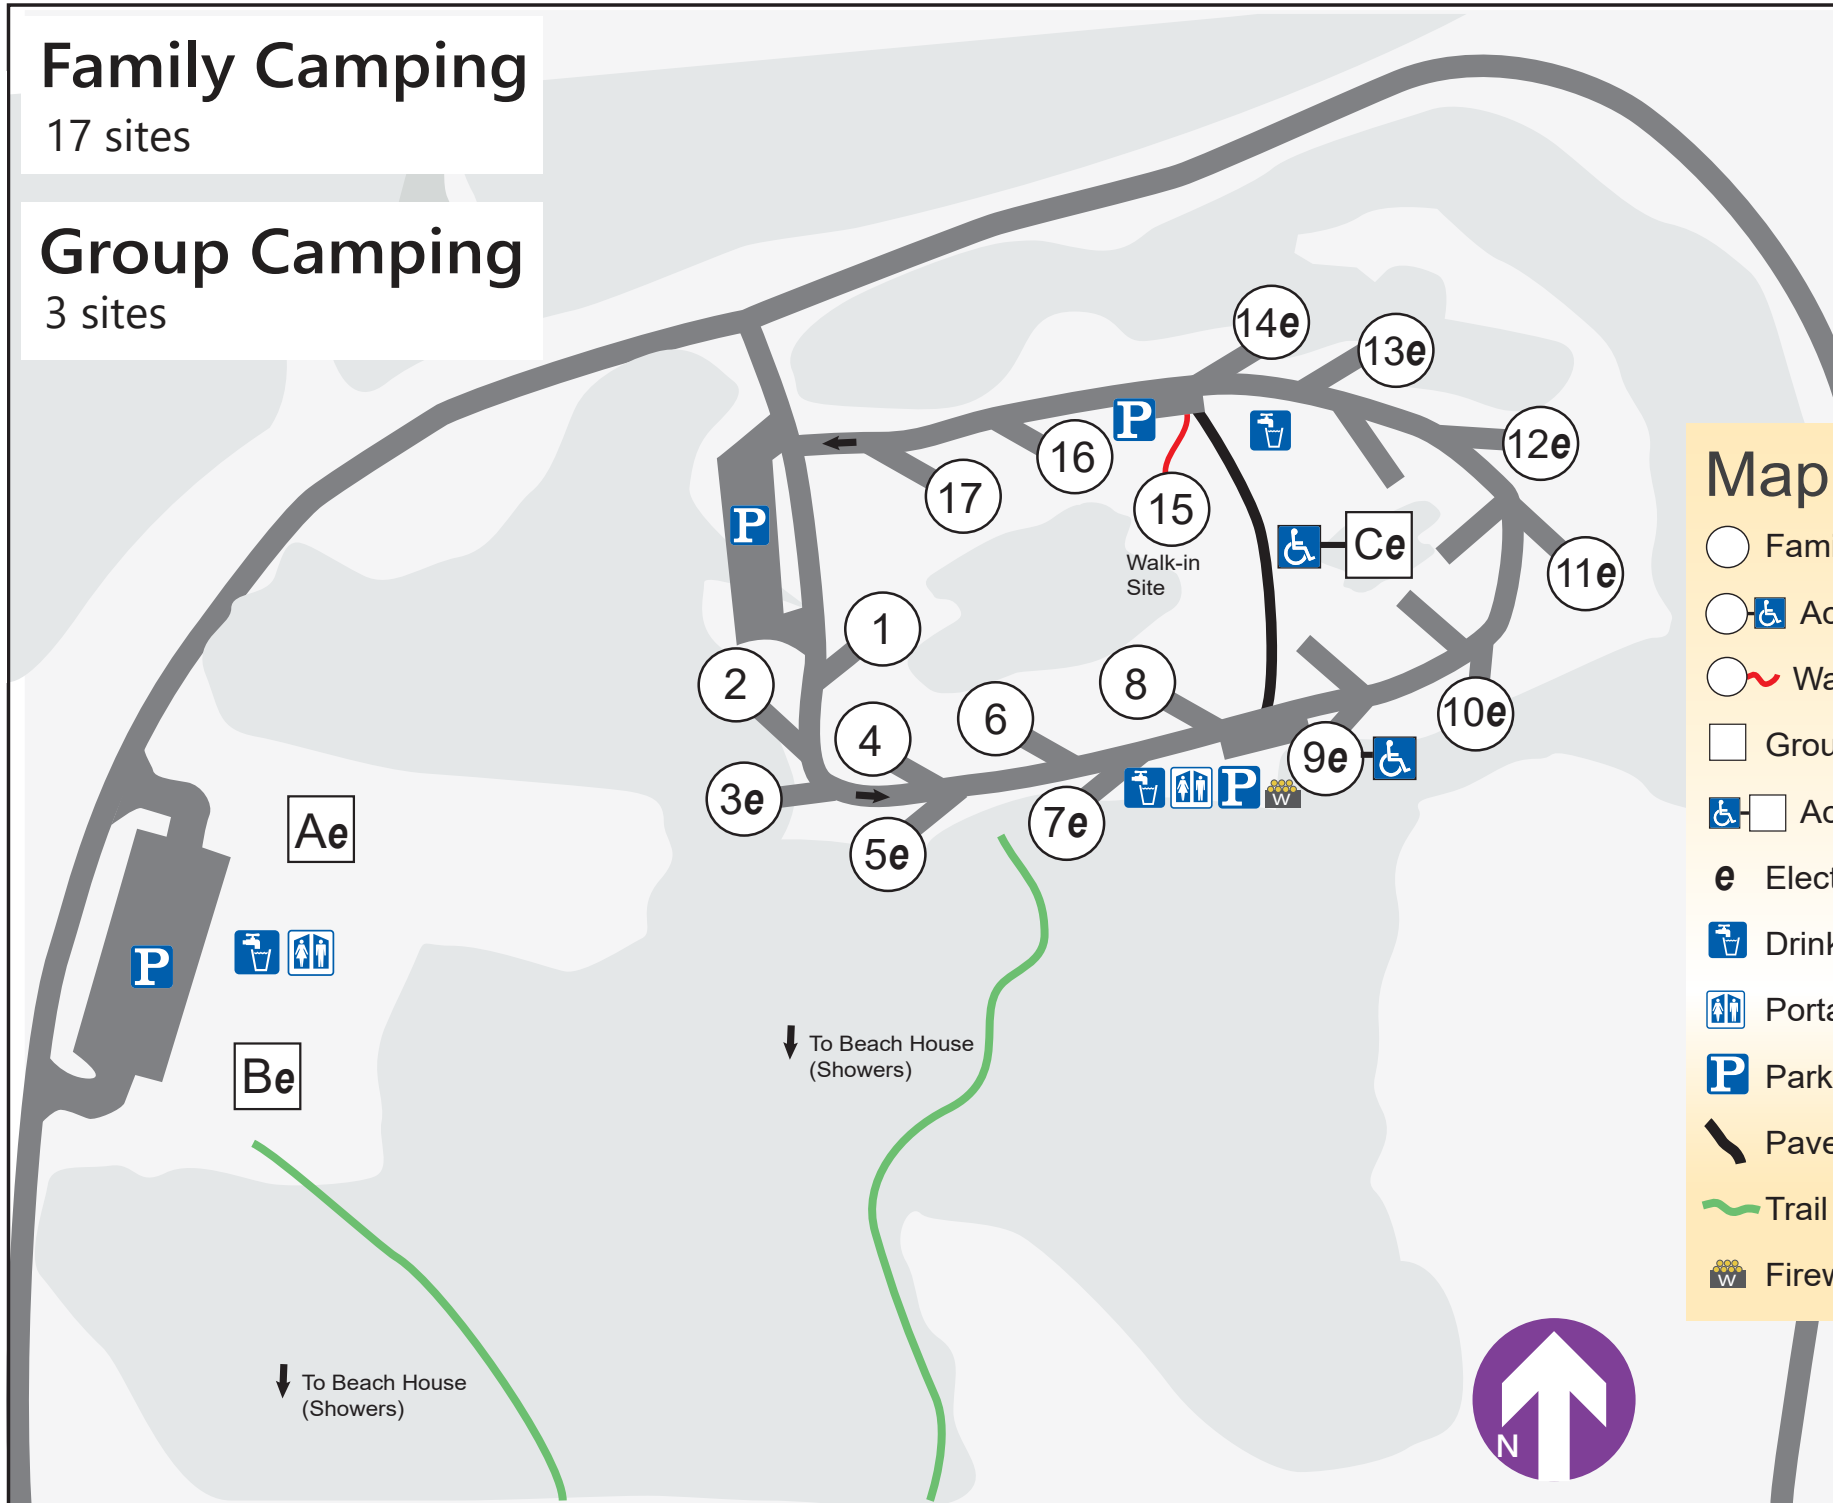 Family Camping
17 sites
Group Camping
3 sites
14e
13e
12e
11e
10e
9e
8
7e
6
5e
4
3e
2
1
17
16
15
Walk-in
Site
P
P
P
P
W
Ce
Ae
Be
To Beach House
(Showers)
To Beach House
(Showers)
N
Map
Fami
Ac
Wa
Grou
Ac
e Elect
Drink
Porta
P Park
Pave
Trail
W Firew